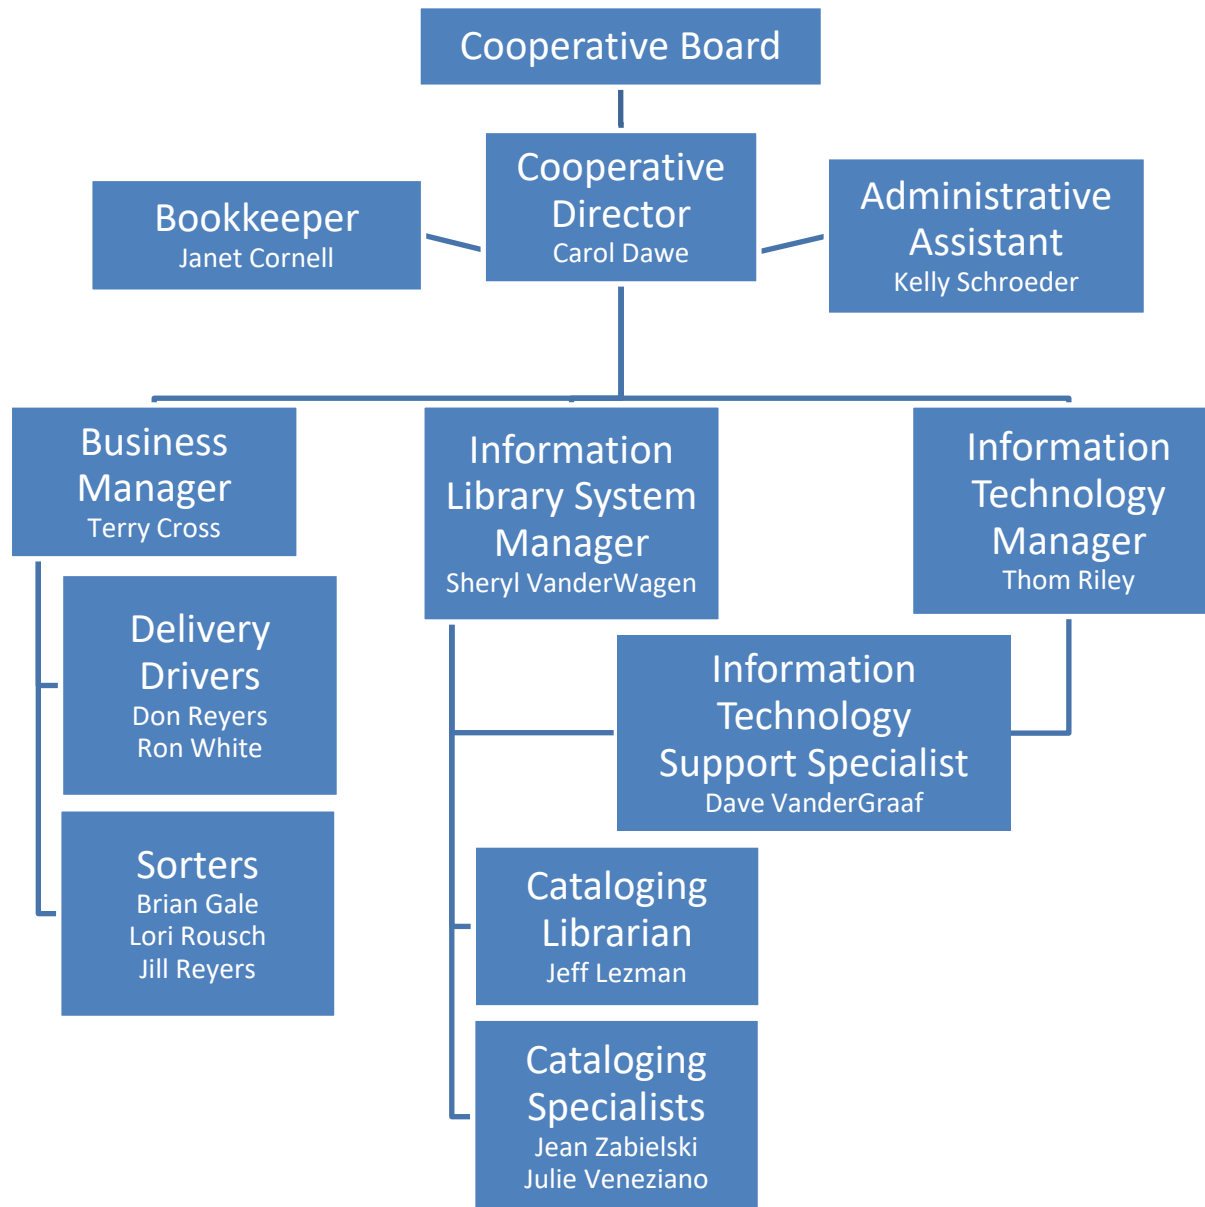 Cooperative Board
Cooperative
Director
Carol Dawe
Bookkeeper
Janet Cornell
Administrative
Assistant
Kelly Schroeder
Business
Manager
Terry Cross
Information
Library System
Manager
Sheryl VanderWagen
Information
Technology
Manager
Thom Riley
Delivery
Drivers
Don Reyers
Ron White
Information
Technology
Support Specialist
Dave VanderGraaf
Sorters
Brian Gale
Lori Rousch
Jill Reyers
Cataloging
Librarian
Jeff Lezman
Cataloging
Specialists
Jean Zabielski
Julie Veneziano